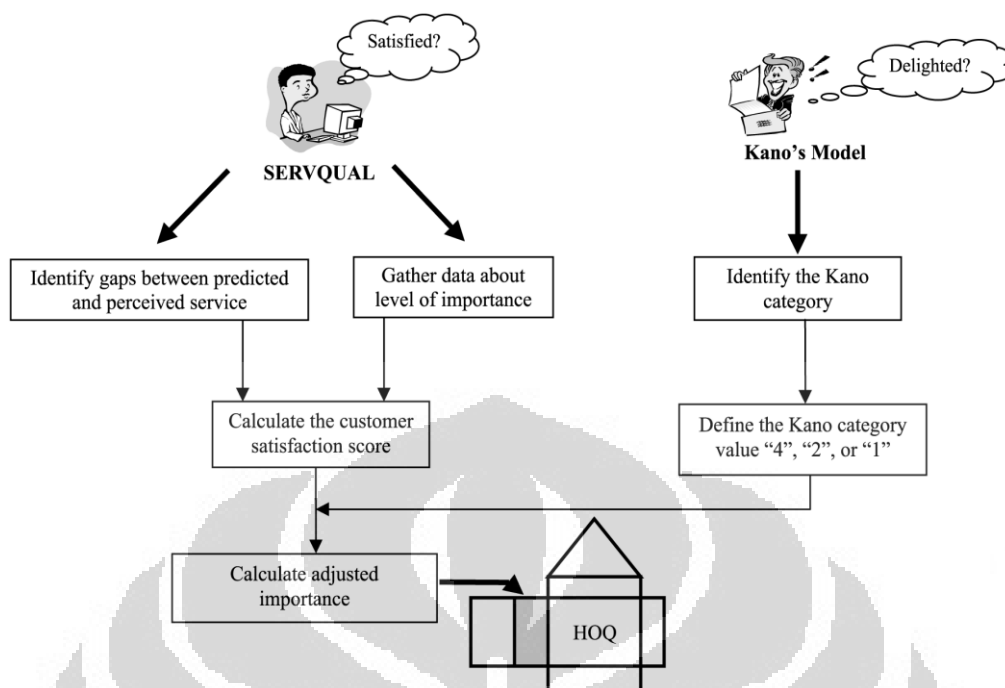 Satisfied?
Delighted?
SERVQUAL
Kano's Model
Identify gaps between predicted
and perceived service
Gather data about
level of importance
Identify the Kano
category
Calculate the customer
satisfaction score
Define the Kano category
value “4”, “2”, or “1”
Calculate adjusted
importance
HOQ